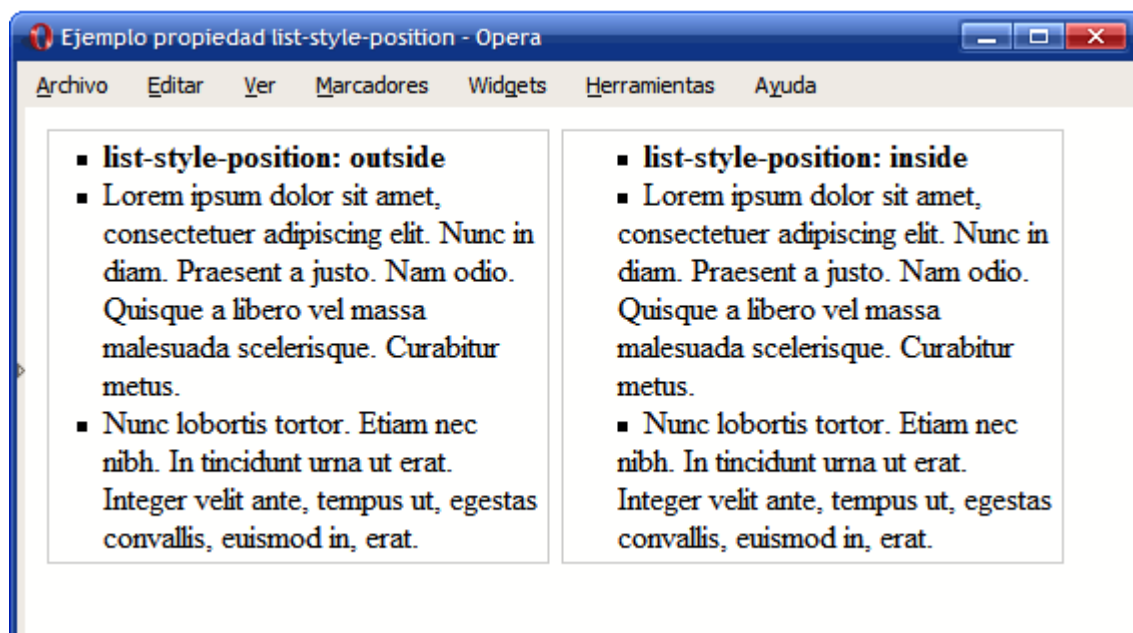 Ejemplo propiedad list-style-position - Opera
Archivo Editar Ver Marcadores Widgets Herramientas Ayuda
list-style-position: outside
Lorem ipsum dolor sit amet,
consectetuer adipiscing elit. Nunc in
diam. Praesent a justo. Nam odio.
Quisque a libero vel massa
malesuada scelerisque. Curabitur
metus.
Nunc lobortis tortor. Etiam nec
nibh. In tincidunt urna ut erat.
Integer velit ante, tempus ut, egestas
convallis, euismod in, erat.
list-style-position: inside
Lorem ipsum dolor sit amet,
consectetuer adipiscing elit. Nunc in
diam. Praesent a justo. Nam odio.
Quisque a libero vel massa
malesuada scelerisque. Curabitur
metus.
Nunc lobortis tortor. Etiam nec
nibh. In tincidunt urna ut erat.
Integer velit ante, tempus ut, egestas
convallis, euismod in, erat.